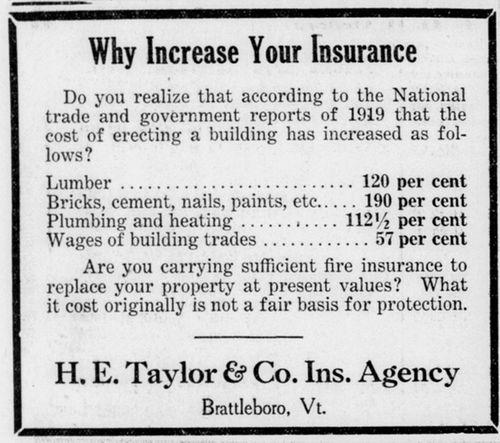 Why Increase Your Insurance
Do you realize that according to the National
trade and government reports of 1919 that the
cost of erecting a building has increased as fol-
lows?
Lumber .......................... 120 per cent
Bricks, cement, nails, paints, etc..... 190 per cent
Plumbing and heating ........... 112½ per cent
Wages of building trades ............ 57 per cent
Are you carrying sufficient fire insurance to
replace your property at present values? What
it cost originally is not a fair basis for protection.
H. E. Taylor & Co. Ins. Agency
Brattleboro, Vt.